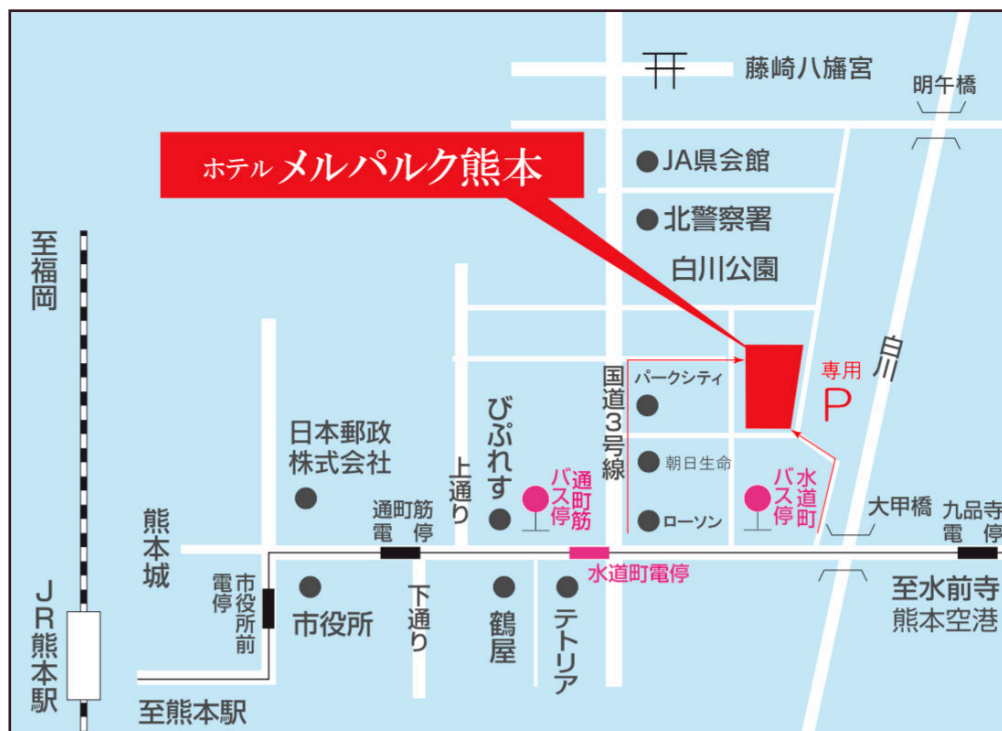 藤崎八旛宮
明午橋
ホテル メルパルク熊本
JA県会館
北警察署
白川公園
至福岡
白川
専用
P
パークシティ
国道3号線
びぷれす
日本郵政
株式会社
上通り
通町筋
バス停
朝日生命
水道町
バス停
ローソン
大甲橋
九品寺
電停
通町筋
電停
熊本城
水道町電停
市役所前
電停
市役所
下通り
鶴屋
テトリア
至水前寺
熊本空港
JR熊本駅
至熊本駅